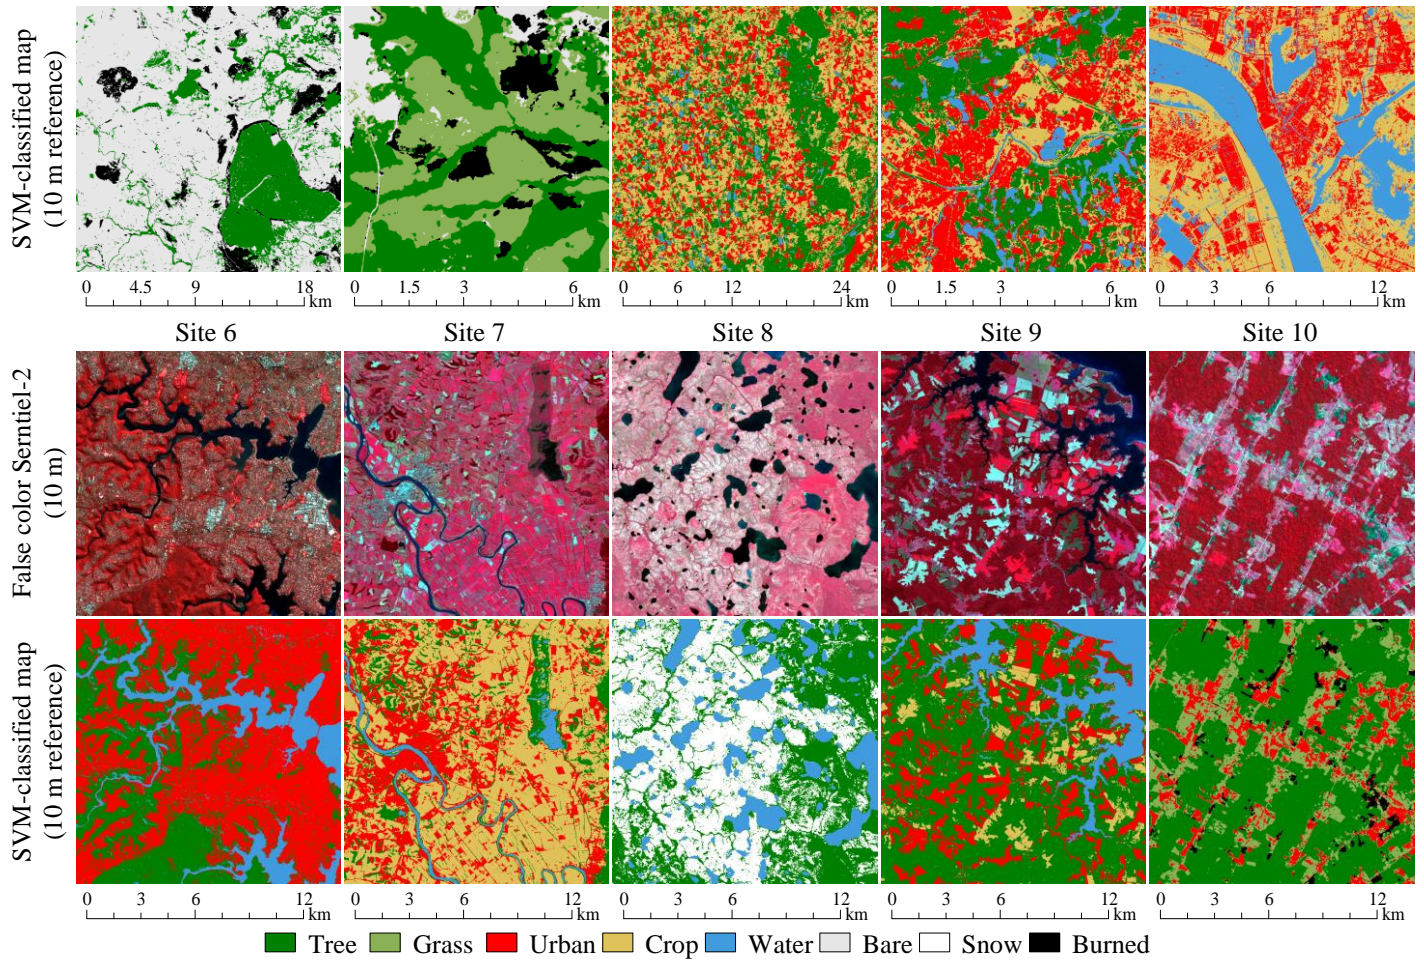 SVM-classified map
(10 m reference)
0 4.5 9 18 km
0 1.5 3 6 km
0 6 12 24 km
0 1.5 3 6 km
0 3 6 12 km
Site 6 Site 7 Site 8 Site 9 Site 10
False color Serntiel-2
(10 m)
SVM-classified map
(10 m reference)
0 3 6 12 km
0 3 6 12 km
0 3 6 12 km
0 3 6 12 km
0 3 6 12 km
Tree Grass Urban Crop Water Bare Snow Burned